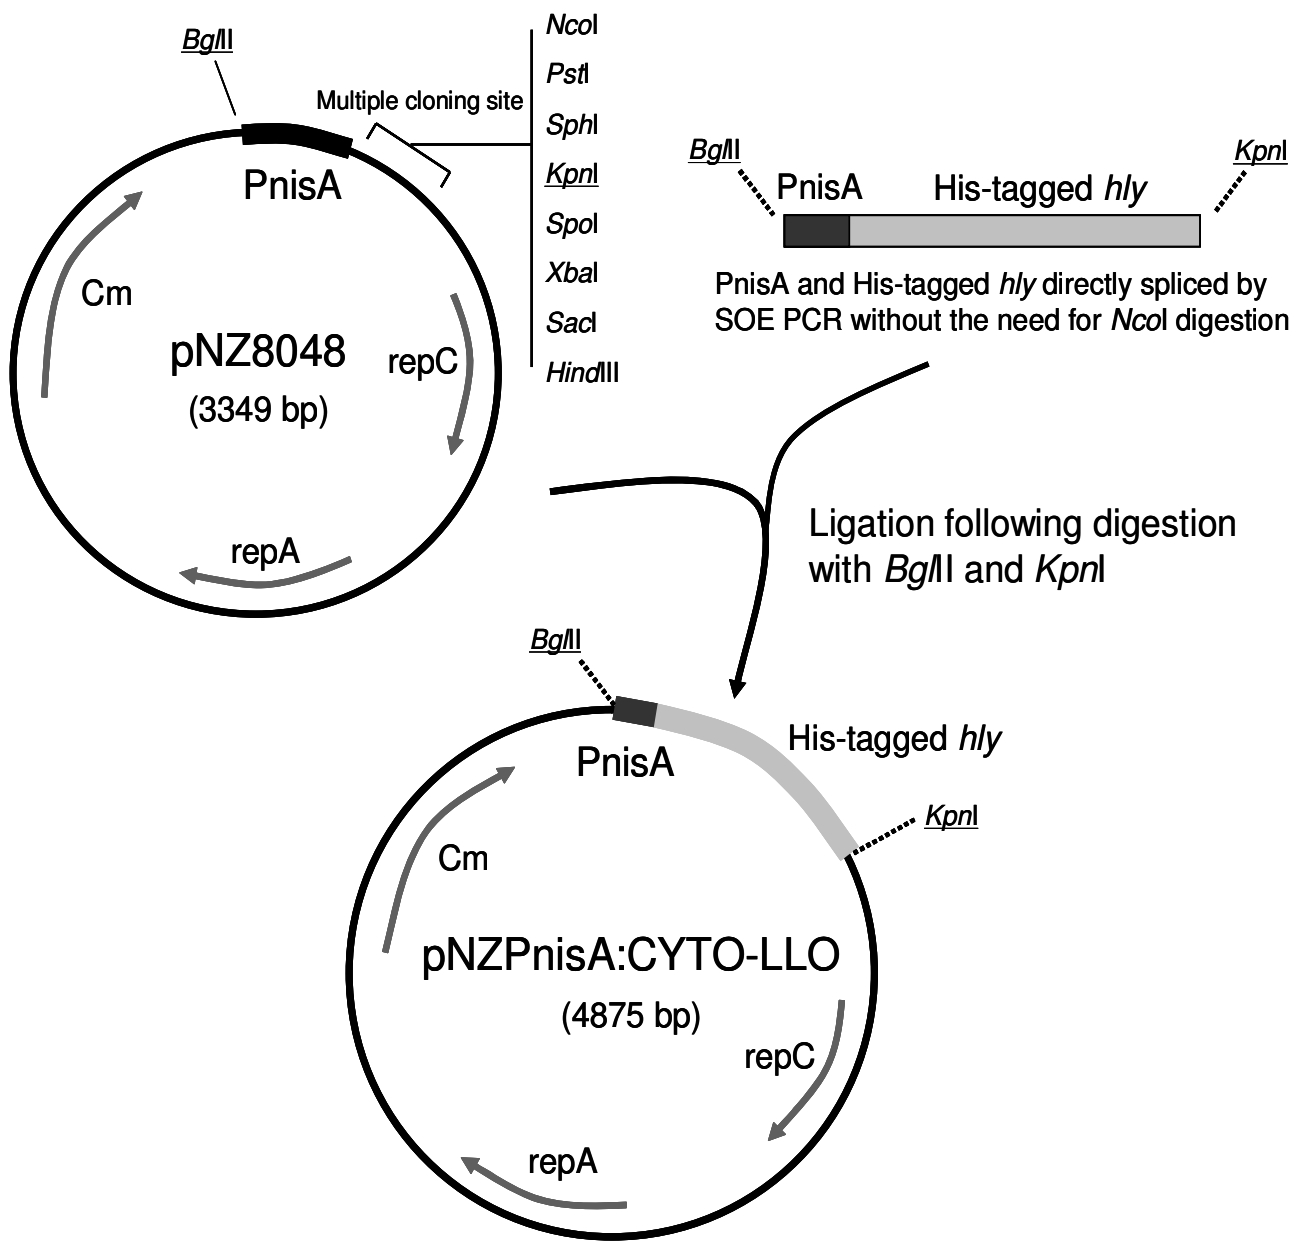 BglII
NcoI
PstI
Multiple cloning site
SphI
KpnI
SpoI
XbaI
SacI
HindIII
PnisA
Cm
pNZ8048
(3349 bp)
repC
repA
BglII
KpnI
PnisA
His-tagged hly
PnisA and His-tagged hly directly spliced by
SOE PCR without the need for NcoI digestion
Ligation following digestion
with BglII and KpnI
BglII
His-tagged hly
PnisA
KpnI
Cm
pNZPnisA:CYTO-LLO
(4875 bp)
repC
repA